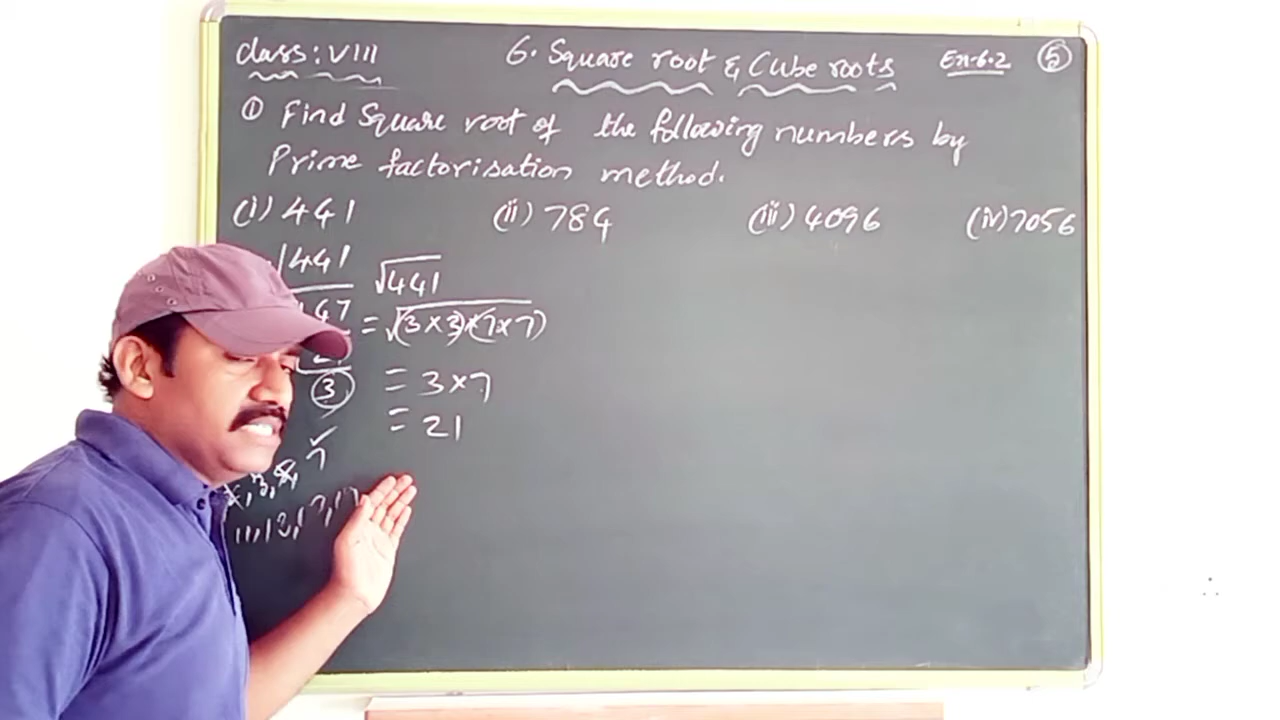 class: VIII 6. Square root & Cube roots Ex-6.2 5
① Find Square root of the following numbers by
Prime factorisation method.
(i) 441 (ii) 784 (iii) 4096 (iv) 7056
441
√441
147
= √(3×3)×(7×7)
3
= 3×7
= 21
7